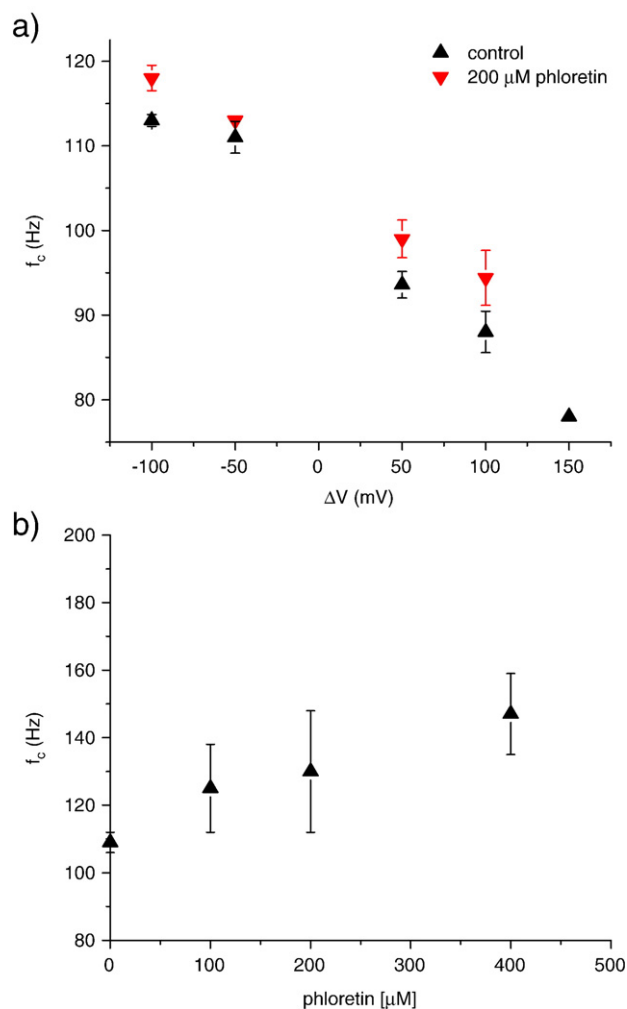 a)
control
200 μM phloretin
120
110
100
90
80
f_c (Hz)
-100 -50 0 50 100 150
ΔV (mV)
b)
200
180
160
140
120
100
80
f_c (Hz)
0 100 200 300 400 500
phloretin [μM]